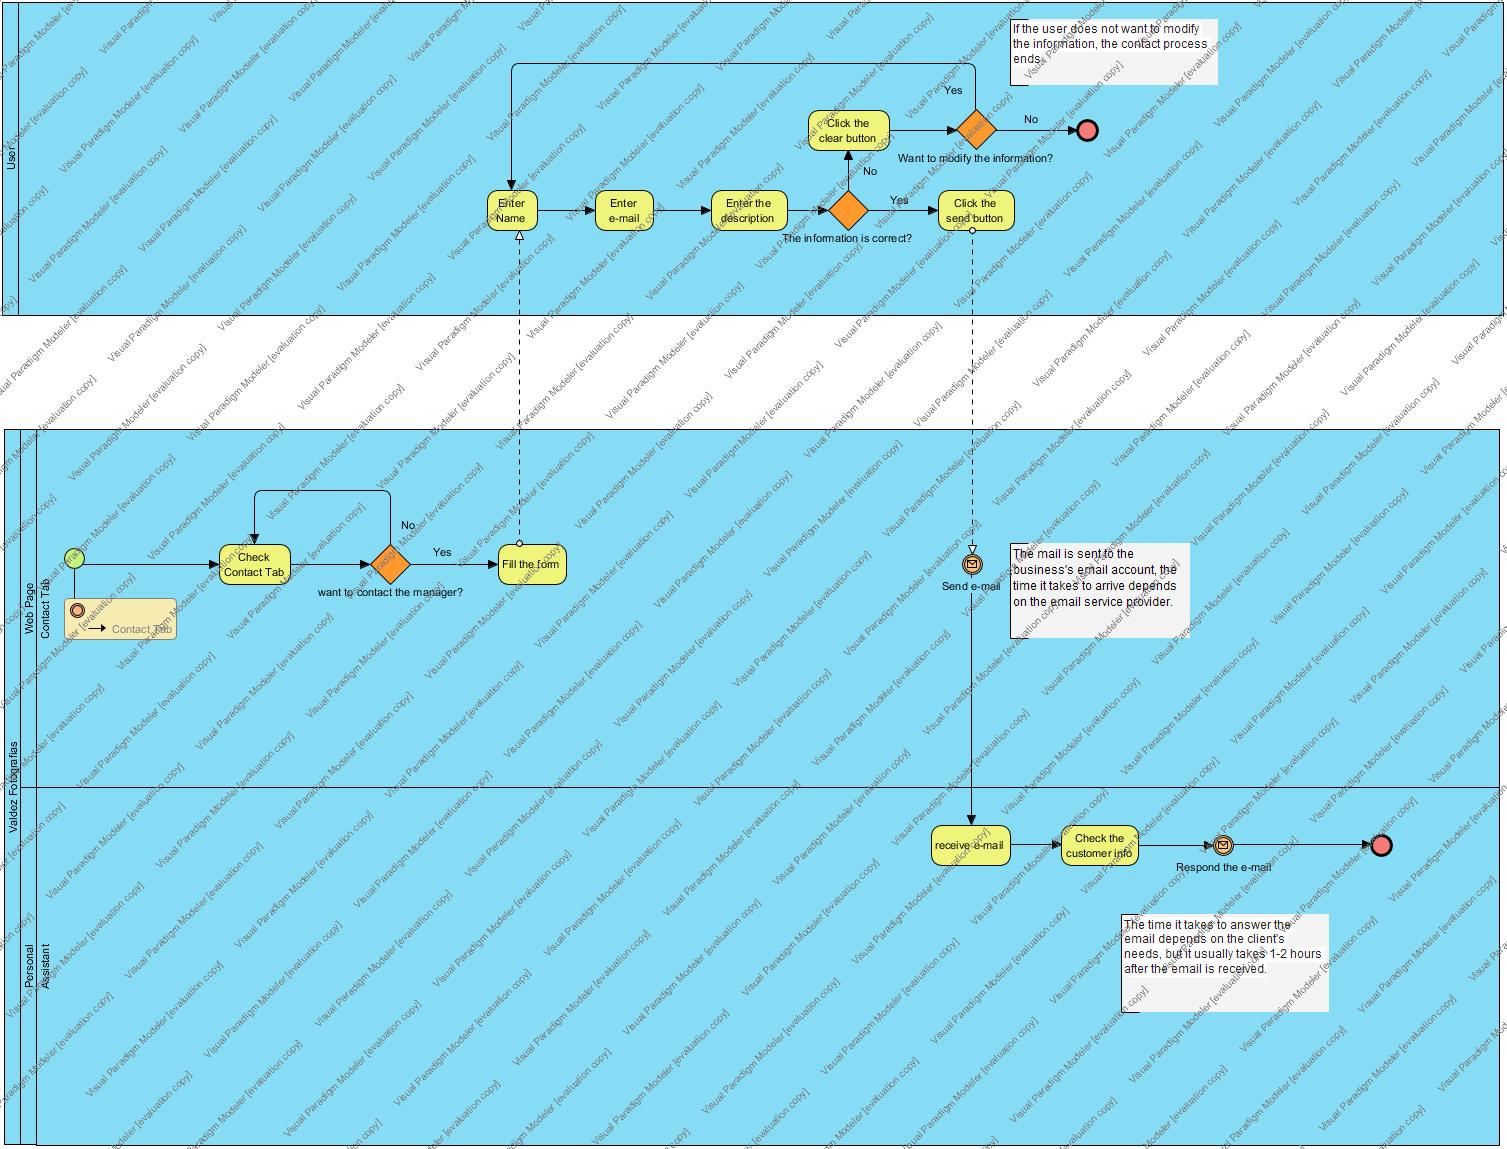 If the user does not want to modify
the information, the contact process
ends.
Yes
Click the
clear button
No
Want to modify the information?
User
No
Enter
Name
Enter
e-mail
Enter the
description
Yes
Click the
send button
The information is correct?
Check
Contact Tab
No
Yes
want to contact the manager?
Fill the form
Contact Tab
Web Page
Contact Tab
Send e-mail
The mail is sent to the
business's email account, the
time it takes to arrive depends
on the email service provider.
Valdez Fotografias
receive e-mail
Check the
customer info
Respond the e-mail
Personal
Assistant
The time it takes to answer the
email depends on the client's
needs, but it usually takes 1-2 hours
after the email is received.
Visual Paradigm Modeler [evaluation copy]